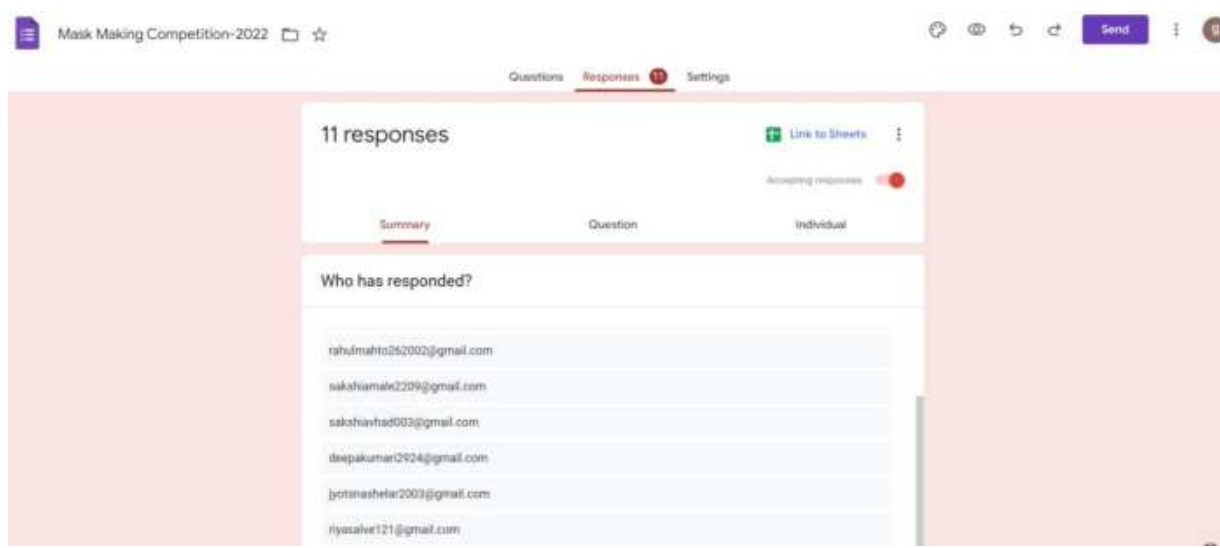 Mask Making Competition-2022
Send
Questions Responses 11 Settings
11 responses
Link to Sheets
Accepting responses
Summary Question Individual
Who has responded?
rahulmahto262002@gmail.com
sakshiamale2209@gmail.com
sakshiavhad003@gmail.com
deepakumari2924@gmail.com
jyotsnashelar2003@gmail.com
riyasalve121@gmail.com